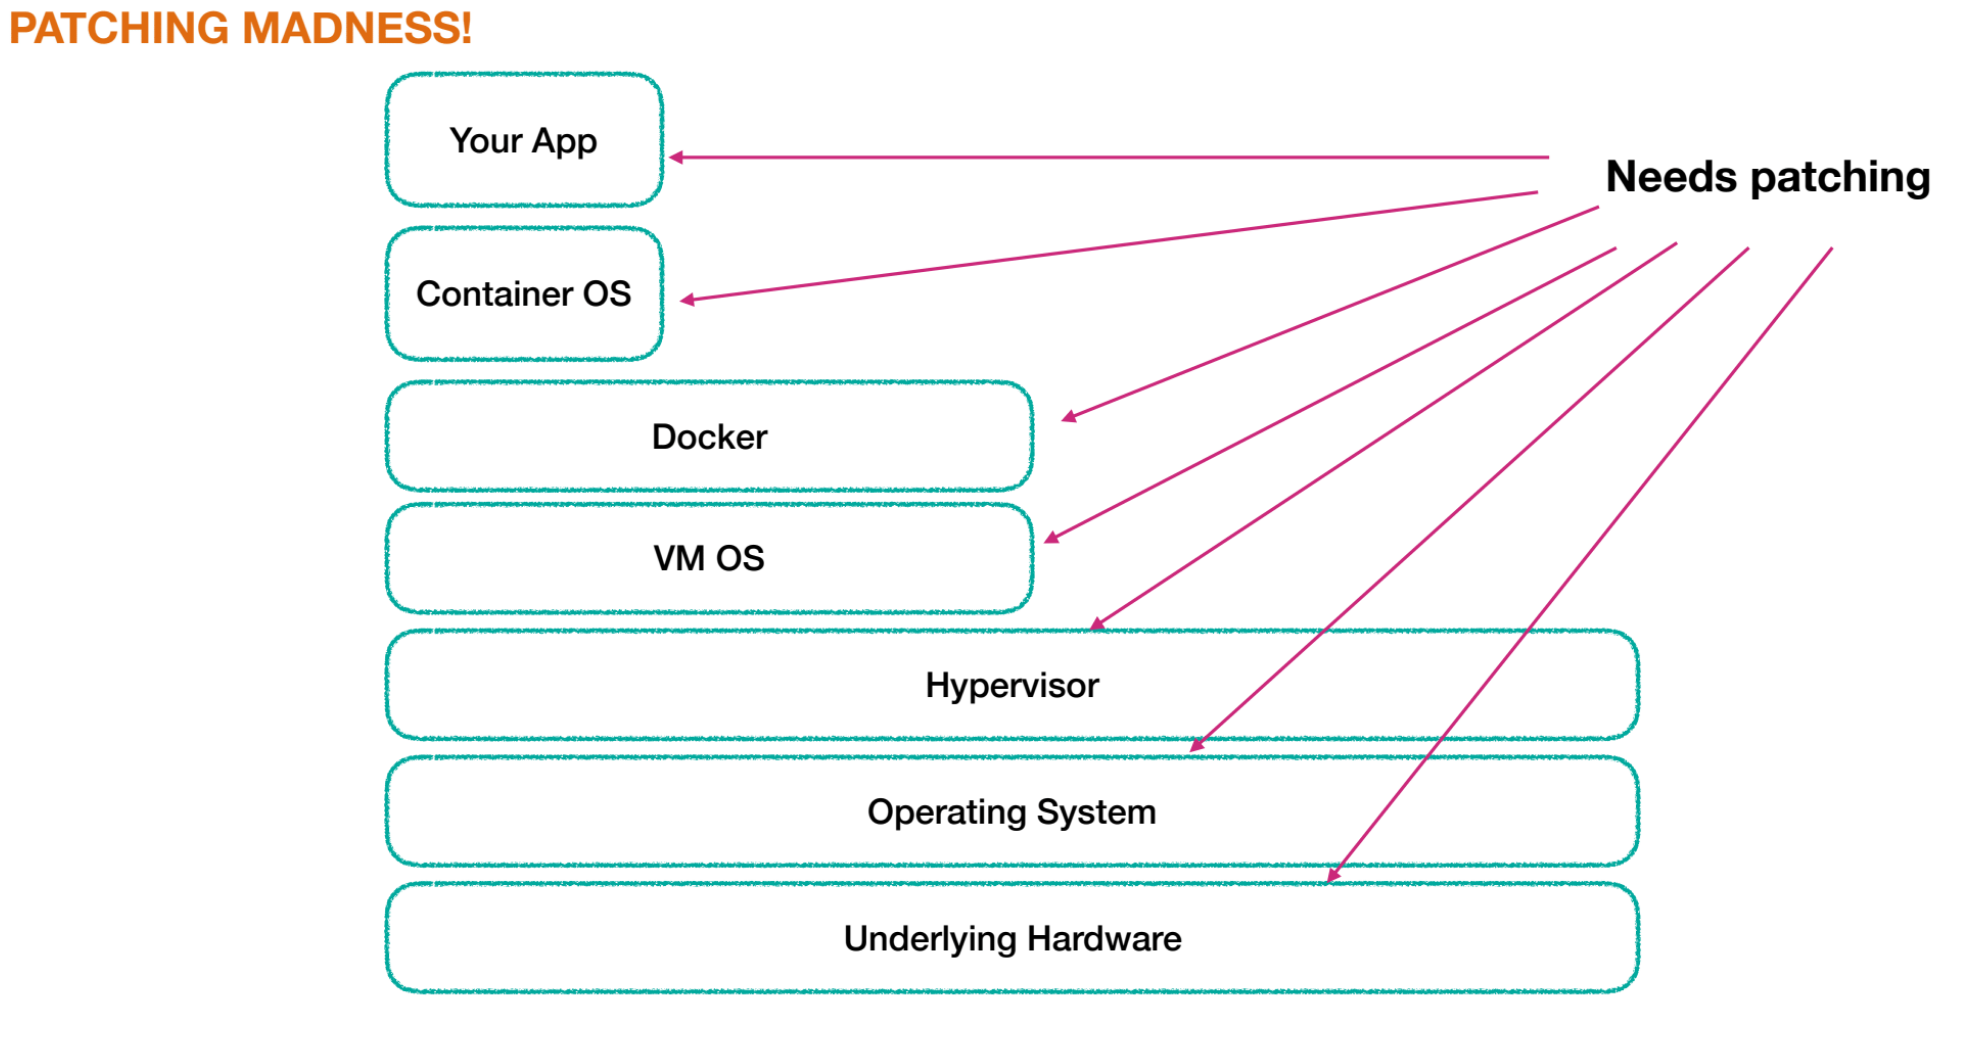 PATCHING MADNESS!
Your App
Needs patching
Container OS
Docker
VM OS
Hypervisor
Operating System
Underlying Hardware